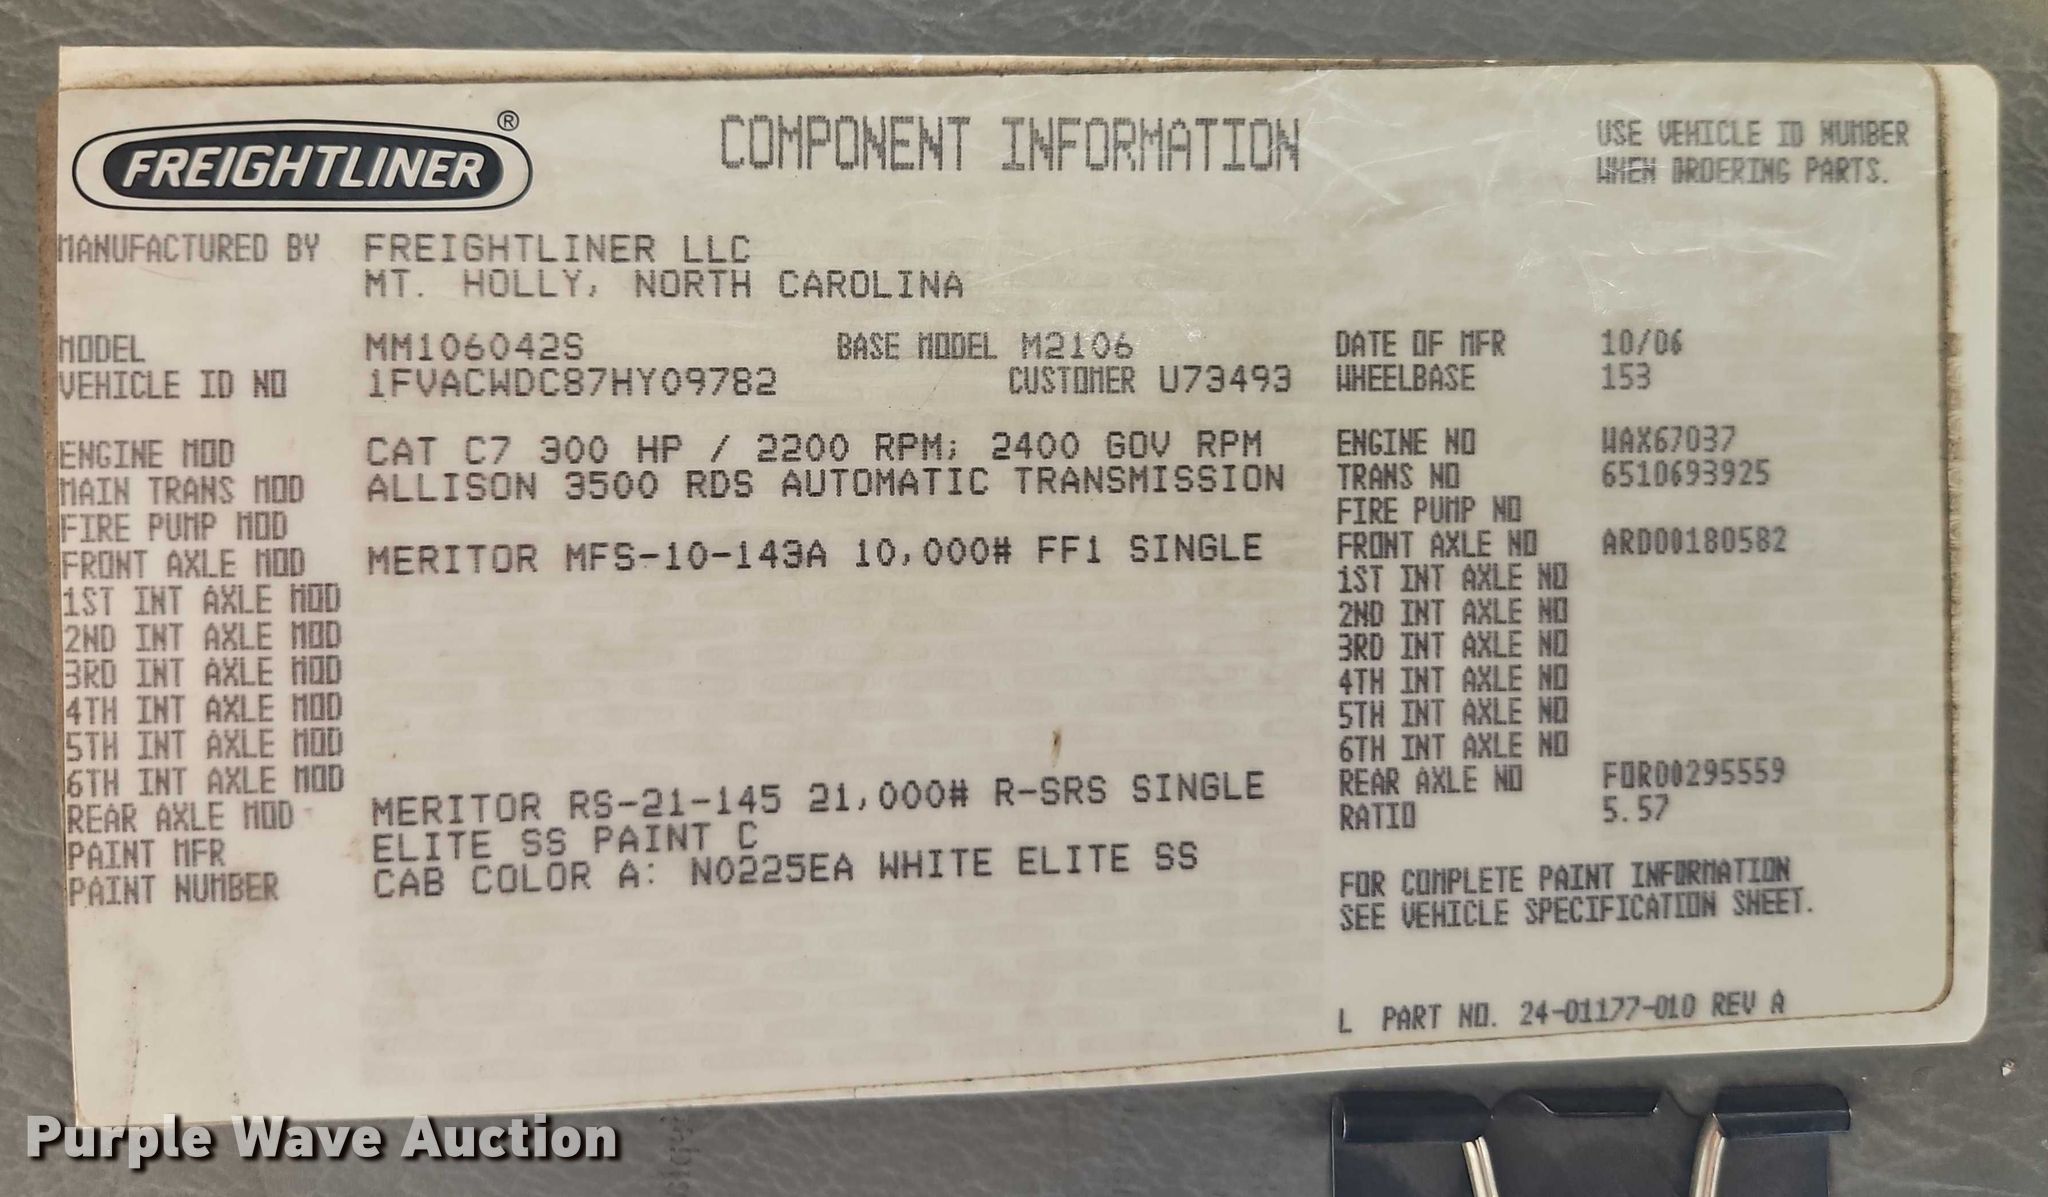 FREIGHTLINER ®
COMPONENT INFORMATION
USE VEHICLE ID NUMBER
WHEN ORDERING PARTS.
MANUFACTURED BY FREIGHTLINER LLC
MT. HOLLY, NORTH CAROLINA
MODEL MM106042S BASE MODEL M2106 DATE OF MFR 10/06
VEHICLE ID NO 1FVACWDC87HY09782 CUSTOMER U73493 WHEELBASE 153
ENGINE MOD CAT C7 300 HP / 2200 RPM; 2400 GOV RPM ENGINE NO WAX67037
MAIN TRANS MOD ALLISON 3500 RDS AUTOMATIC TRANSMISSION TRANS NO 6510693925
FIRE PUMP MOD FIRE PUMP NO
FRONT AXLE MOD MERITOR MFS-10-143A 10,000# FF1 SINGLE FRONT AXLE NO ARD00180582
1ST INT AXLE MOD 1ST INT AXLE NO
2ND INT AXLE MOD 2ND INT AXLE NO
3RD INT AXLE MOD 3RD INT AXLE NO
4TH INT AXLE MOD 4TH INT AXLE NO
5TH INT AXLE MOD 5TH INT AXLE NO
6TH INT AXLE MOD 6TH INT AXLE NO
REAR AXLE MOD MERITOR RS-21-145 21,000# R-SRS SINGLE REAR AXLE NO FOR00295559
PAINT MFR ELITE SS PAINT C RATIO 5.57
PAINT NUMBER CAB COLOR A: N0225EA WHITE ELITE SS
FOR COMPLETE PAINT INFORMATION
SEE VEHICLE SPECIFICATION SHEET.
L PART NO. 24-01177-010 REV A
Purple Wave Auction